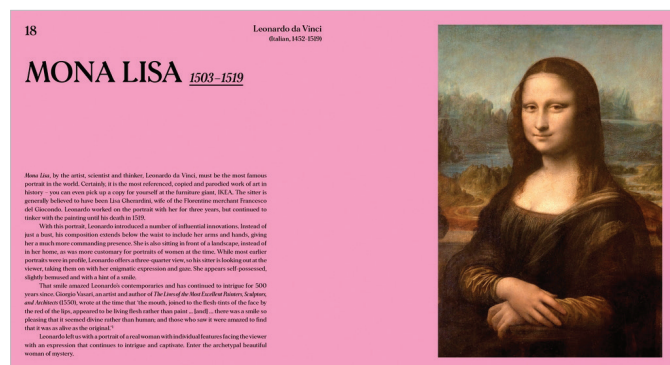 18
Leonardo da Vinci
(Italian, 1452-1519)
MONA LISA 1503–1519
Mona Lisa, by the artist, scientist and thinker, Leonardo da Vinci, must be the most famous
portrait in the world. Certainly, it is the most referenced, copied and parodied work of art in
history – you can even pick up a copy for yourself at the furniture giant, IKEA. The sitter is
generally believed to have been Lisa Gherardini, wife of the Florentine merchant Francesco
del Giocondo. Leonardo worked on the portrait with her for three years, but continued to
tinker with the painting until his death in 1519.
With this portrait, Leonardo introduced a number of influential innovations. Instead of
just a bust, his composition extends below the waist to include her arms and hands, giving
her a much more commanding presence. She is also sitting in front of a landscape, instead of
in her home, as was more customary for portraits of women at the time. While most earlier
portraits were in profile, Leonardo offers a three-quarter view, so his sitter is looking out at the
viewer, taking them on with her enigmatic expression and gaze. She appears self-possessed,
slightly bemused and with a hint of a smile.
That smile amazed Leonardo's contemporaries and has continued to intrigue for 500
years since. Giorgio Vasari, an artist and author of The Lives of the Most Excellent Painters, Sculptors,
and Architects (1550), wrote at the time that 'the mouth, joined to the flesh tints of the face by
the red of the lips, appeared to be living flesh rather than paint ... [and] ... there was a smile so
pleasing that it seemed divine rather than human; and those who saw it were amazed to find
that it was as alive as the original.'
Leonardo left us with a portrait of a real woman with individual features facing the viewer
with an expression that continues to intrigue and captivate. Enter the archetypal beautiful
woman of mystery.